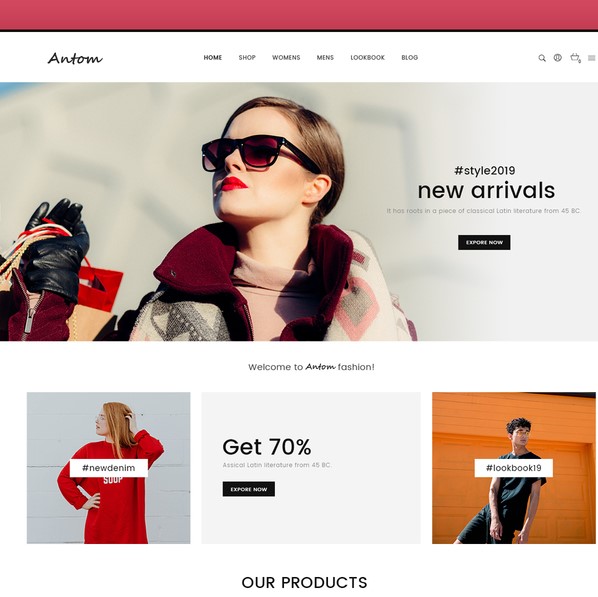 Antom
HOME SHOP WOMENS MENS LOOKBOOK BLOG
#style2019
new arrivals
It has roots in a piece of classical Latin literature from 45 BC
EXPORE NOW
Welcome to Antom fashion!
#newdenim
SOUP
Get 70%
Assical Latin literature from 45 BC.
EXPORE NOW
#lookbook19
OUR PRODUCTS